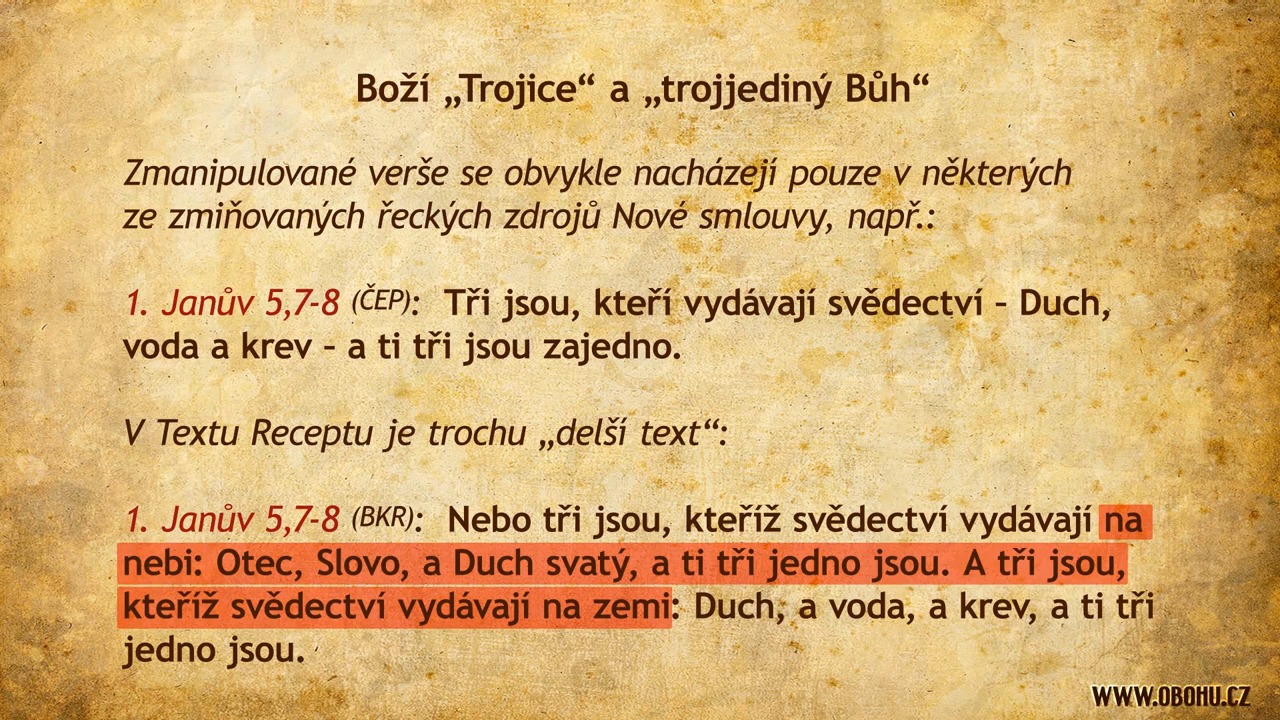 Boží „Trojice“ a „trojjediný Bůh“
Zmanipulované verše se obvykle nacházejí pouze v některých
ze zmiňovaných řeckých zdrojů Nové smlouvy, např.:
1. Janův 5,7-8 (ČEP): Tři jsou, kteří vydávají svědectví – Duch,
voda a krev – a ti tři jsou zajedno.
V Textu Receptu je trochu „delší text“:
1. Janův 5,7-8 (BKR): Nebo tři jsou, kteříž svědectví vydávají na
nebi: Otec, Slovo, a Duch svatý, a ti tři jedno jsou. A tři jsou,
kteříž svědectví vydávají na zemi: Duch, a voda, a krev, a ti tři
jedno jsou.
WWW.OBOHU.CZ